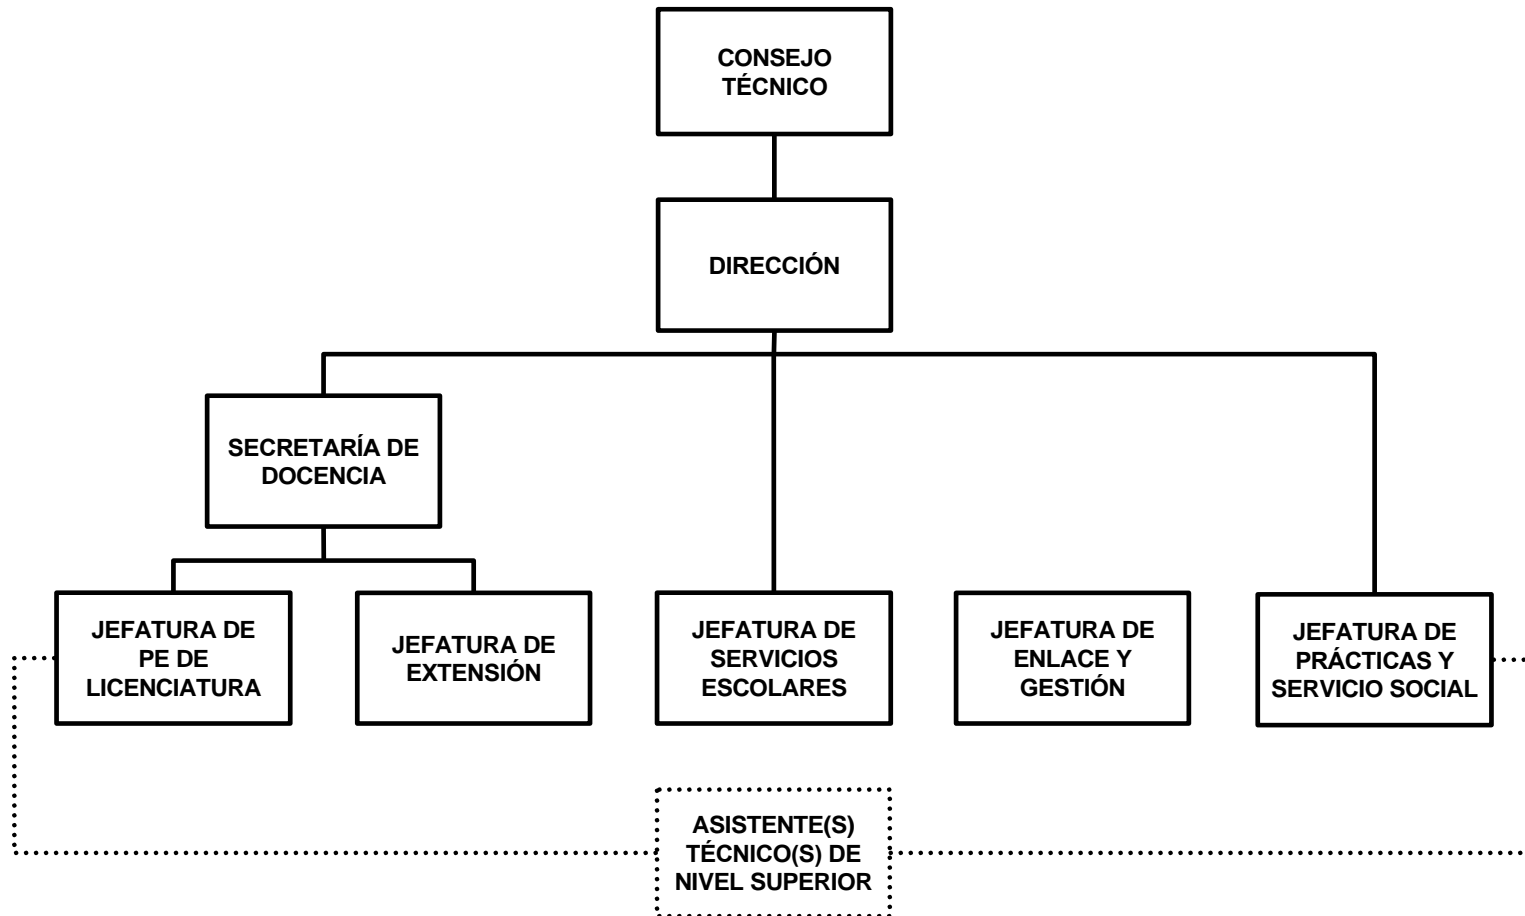 CONSEJO
TÉCNICO
DIRECCIÓN
SECRETARÍA DE
DOCENCIA
JEFATURA DE
PE DE
LICENCIATURA
JEFATURA DE
EXTENSIÓN
JEFATURA DE
SERVICIOS
ESCOLARES
JEFATURA DE
ENLACE Y
GESTIÓN
JEFATURA DE
PRÁCTICAS Y
SERVICIO SOCIAL
ASISTENTE(S)
TÉCNICO(S) DE
NIVEL SUPERIOR